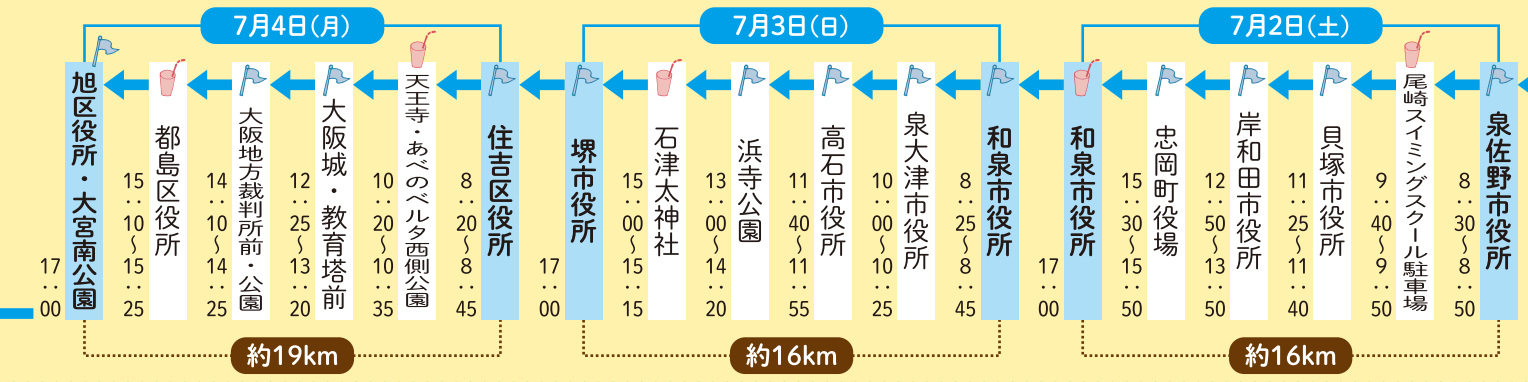 7月2日(土)
泉佐野市役所
8:30〜8:50
尾崎スイミングスクール駐車場
9:40〜9:50
貝塚市役所
11:25〜11:40
岸和田市役所
12:50〜13:50
忠岡町役場
15:30〜15:50
和泉市役所
17:00
約16km
7月3日(日)
和泉市役所
8:25〜8:45
泉大津市役所
10:00〜10:25
高石市役所
11:40〜11:55
浜寺公園
13:00〜14:20
石津太神社
15:00〜15:15
堺市役所
17:00
約16km
7月4日(月)
住吉区役所
8:20〜8:45
天王寺・あべのベルタ西側公園
10:20〜10:35
大阪城・教育塔前
12:25〜13:20
大阪地方裁判所前・公園
14:10〜14:25
都島区役所
15:10〜15:25
旭区役所・大宮南公園
17:00
約19km